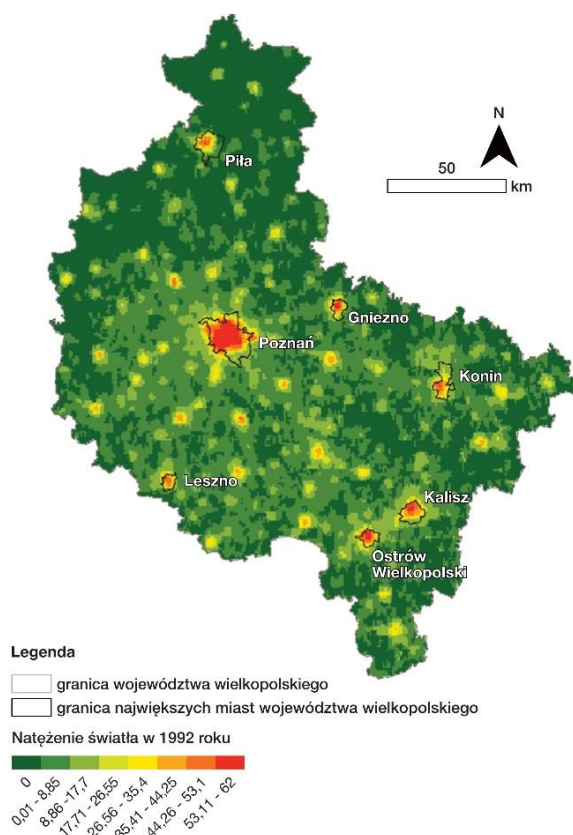 N
50
km
Piła
Gniezno
Poznań
Konin
Leszno
Kalisz
Ostrów
Wielkopolski
Legenda
granica województwa wielkopolskiego
granica największych miast województwa wielkopolskiego
Natężenie światła w 1992 roku
0
0,01 - 8,85
8,86 -17,7
17,71 - 26,55
26,56 - 35,4
35,41 - 44,25
44,26 - 53,1
53,11 - 62